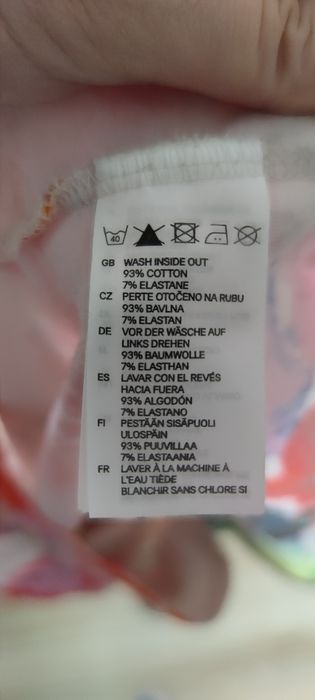 40
GB WASH INSIDE OUT
93% COTTON
7% ELASTANE
CZ PERTE OTOČENO NA RUBU
93% BAVLNA
7% ELASTAN
DE VOR DER WÄSCHE AUF
LINKS DREHEN
93% BAUMWOLLE
7% ELASTHAN
ES LAVAR CON EL REVÉS
HACIA FUERA
93% ALGODÓN
7% ELASTANO
FI PESTÄÄN SISÄPUOLI
ULOSPÄIN
93% PUUVILLAA
7% ELASTAANIA
FR LAVER À LA MACHINE À
L'EAU TIÈDE
BLANCHIR SANS CHLORE SI